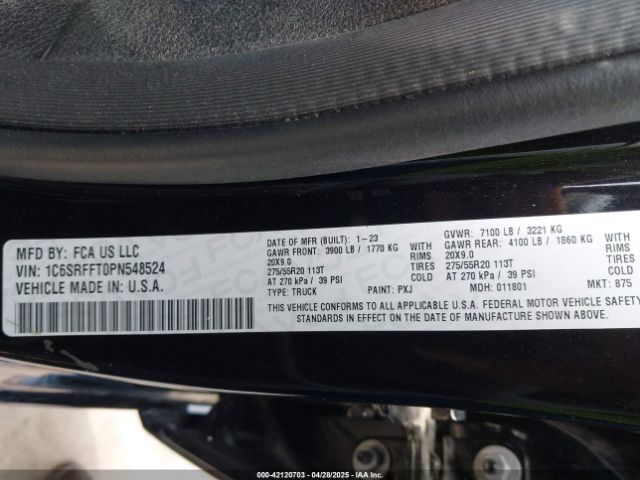 MFD BY: FCA US LLC
VIN: 1C6SRFFT0PN548524
VEHICLE MADE IN U.S.A.
DATE OF MFR (BUILT): 1-23
GAWR FRONT: 3900 LB / 1770 KG WITH
20X9.0 RIMS
275/55R20 113T TIRES
AT 270 kPa / 39 PSI COLD
TYPE: TRUCK PAINT: PXJ
GVWR: 7100 LB / 3221 KG
GAWR REAR: 4100 LB / 1860 KG WITH
20X9.0 RIMS
275/55R20 113T TIRES
AT 270 kPa / 39 PSI COLD
MDH: 011801 MKT: 875
THIS VEHICLE CONFORMS TO ALL APPLICABLE U.S.A. FEDERAL MOTOR VEHICLE SAFETY
STANDARDS IN EFFECT ON THE DATE OF MANUFACTURE SHOWN ABOVE.
000-42120703 - 04/28/2025 - IAAI.com